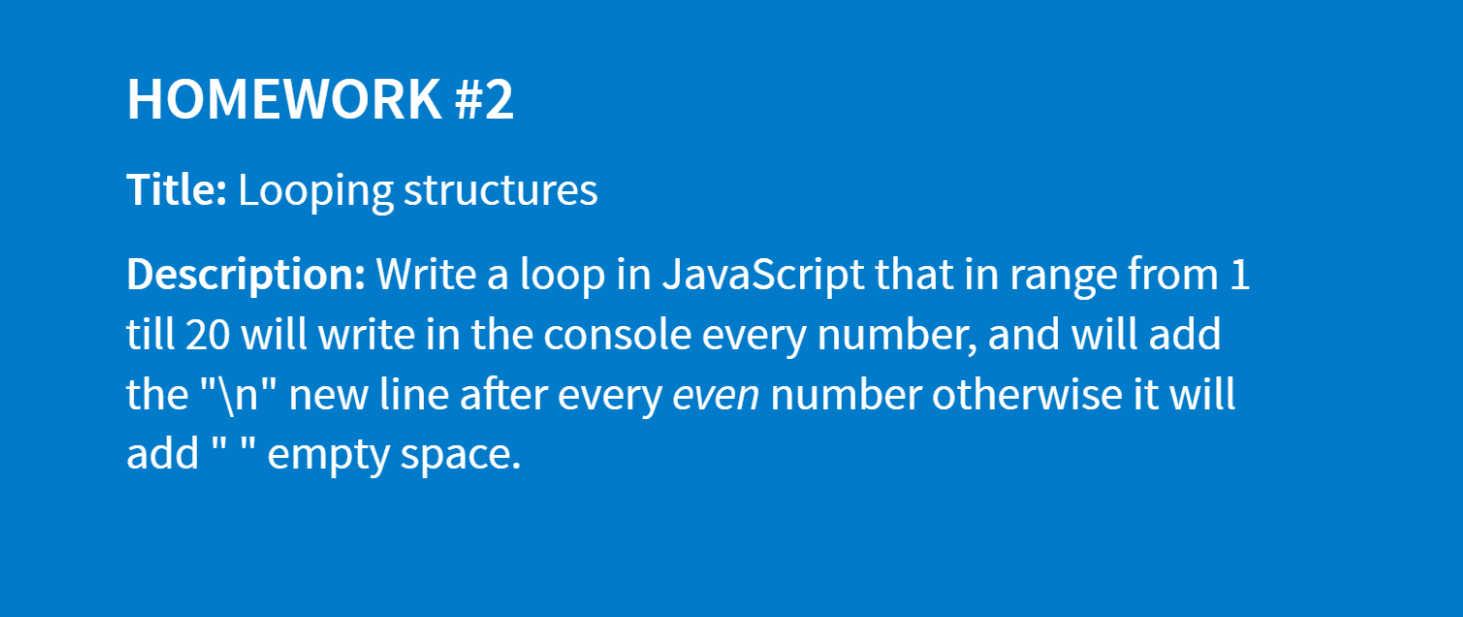 HOMEWORK #2
Title: Looping structures
Description: Write a loop in JavaScript that in range from 1
till 20 will write in the console every number, and will add
the "\n" new line after every even number otherwise it will
add " " empty space.